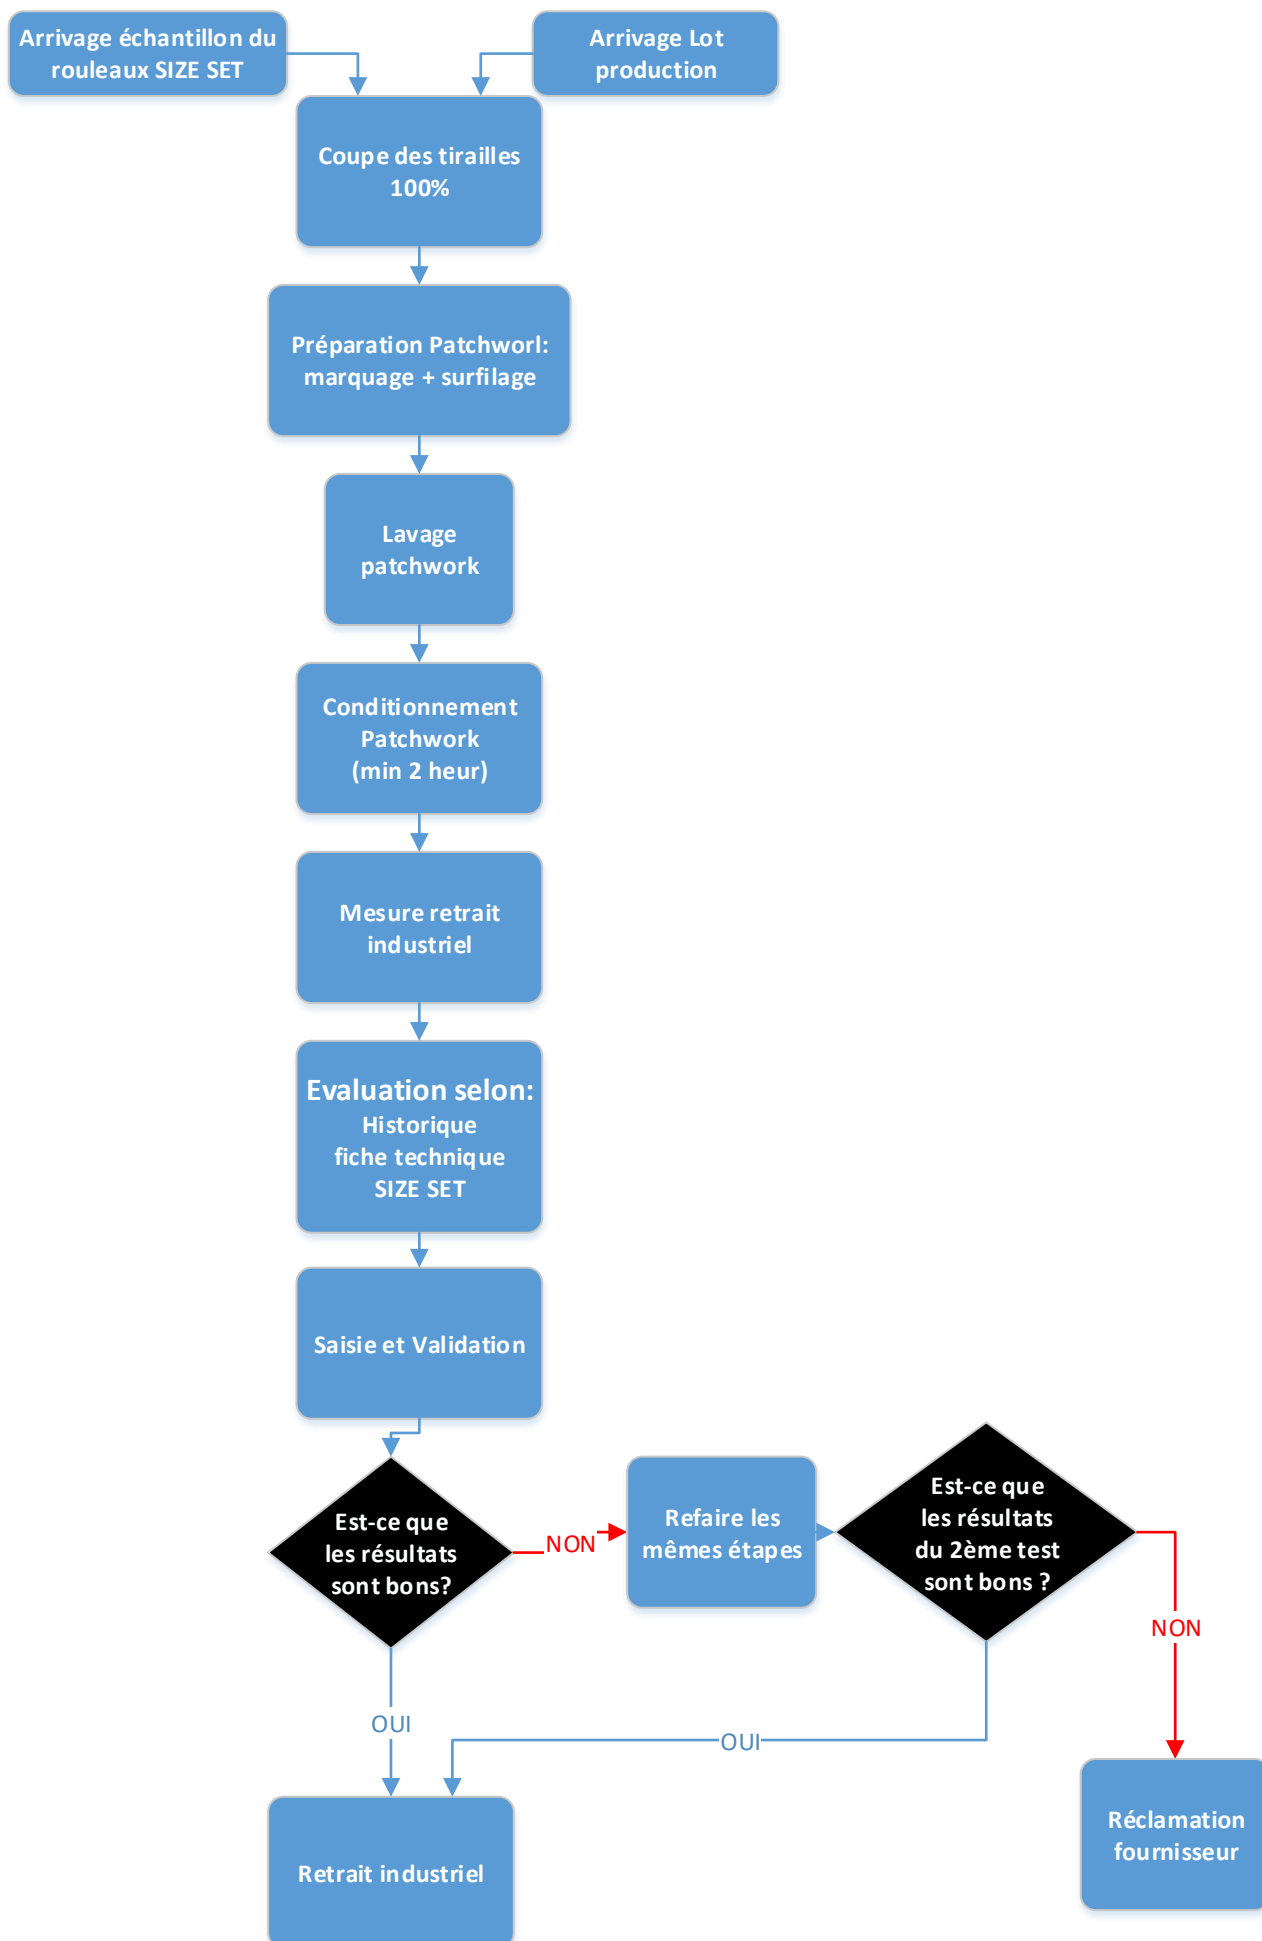 Arrivage échantillon du
rouleaux SIZE SET
Arrivage Lot
production
Coupe des tirailles
100%
Préparation Patchworl:
marquage + surfilage
Lavage
patchwork
Conditionnement
Patchwork
(min 2 heur)
Mesure retrait
industriel
Evaluation selon:
Historique
fiche technique
SIZE SET
Saisie et Validation
Est-ce que
les résultats
sont bons?
NON
Refaire les
mêmes étapes
Est-ce que
les résultats
du 2ème test
sont bons ?
NON
OUI
OUI
Retrait industriel
Réclamation
fournisseur